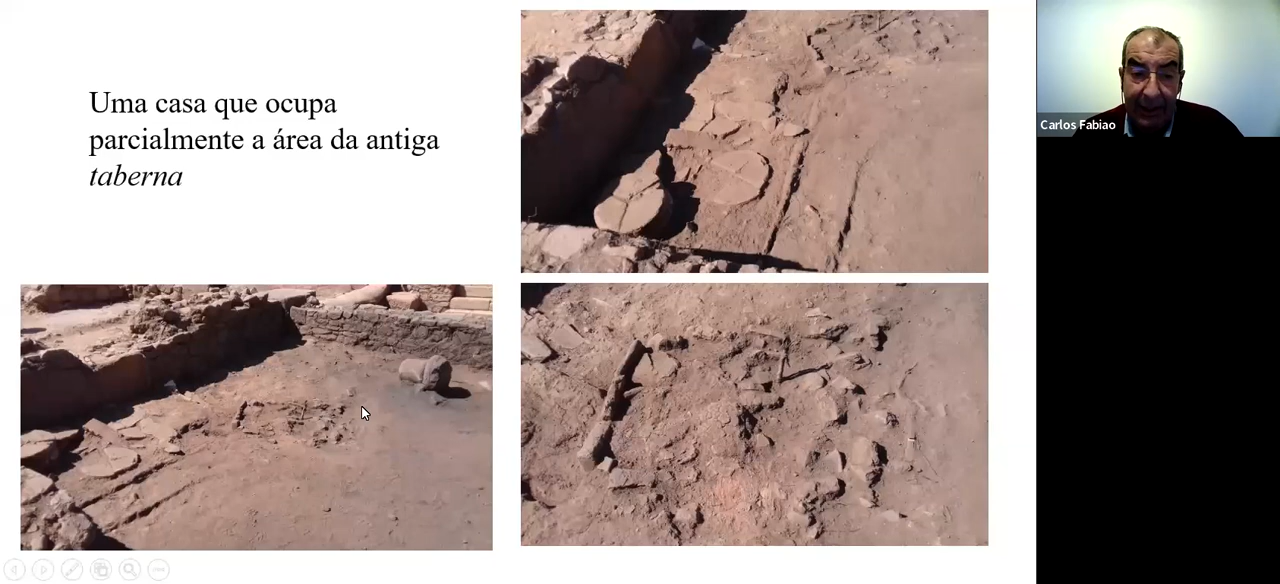 Uma casa que ocupa
parcialmente a área da antiga
taberna
Carlos Fabiao